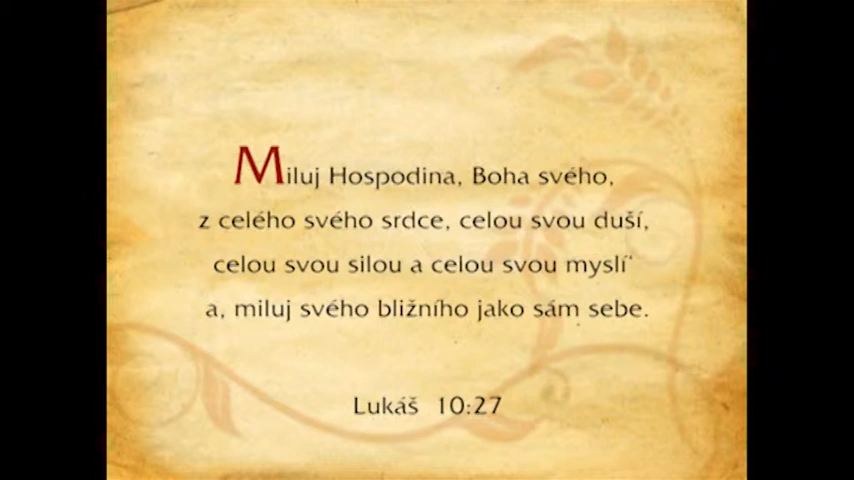 Miluj Hospodina, Boha svého,
z celého svého srdce, celou svou duší,
celou svou silou a celou svou myslí'
a, miluj svého bližního jako sám sebe.
Lukáš 10:27